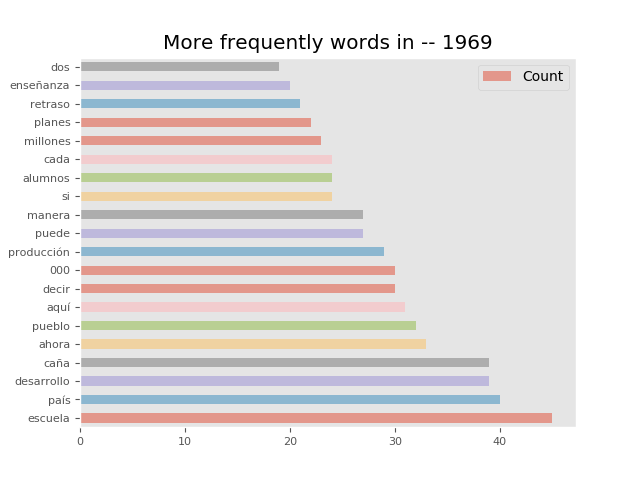 More frequently words in -- 1969
Count
dos
enseñanza
retraso
planes
millones
cada
alumnos
si
manera
puede
producción
000
decir
aquí
pueblo
ahora
caña
desarrollo
país
escuela
0 10 20 30 40